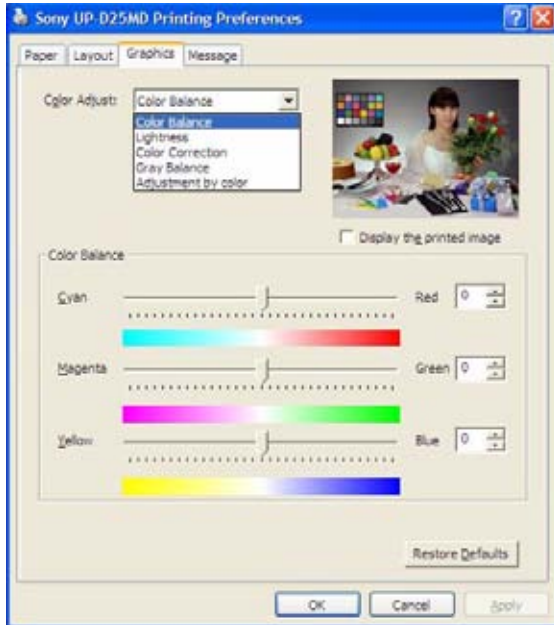 Sony UP-D25MD Printing Preferences
Paper Layout Graphics Message
Color Adjust: Color Balance
Color Balance
Lightness
Color Correction
Gray Balance
Adjustment by color
Display the printed image
Color Balance
Cyan Red 0
Magenta Green 0
Yellow Blue 0
Restore Defaults
OK Cancel Apply